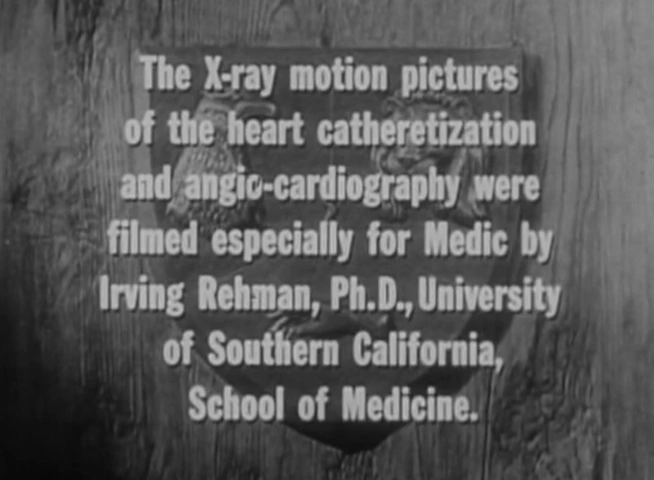 The X-ray motion pictures
of the heart catheretization
and angio-cardiography were
filmed especially for Medic by
Irving Rehman, Ph.D., University
of Southern California,
School of Medicine.